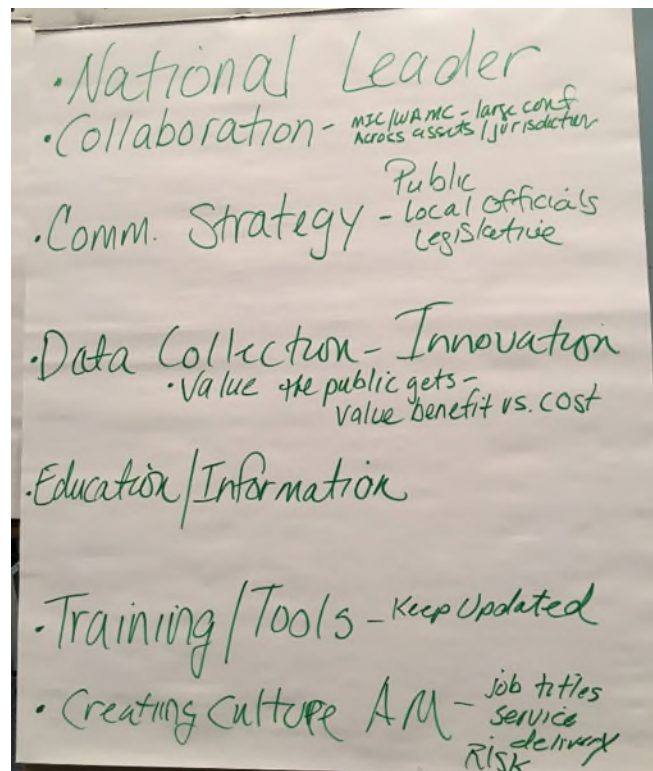 · National Leader
· Collaboration - MIC/WAMC - large conf
Across assets/jurisdiction
Public
· Comm. Strategy - local officials
Legislative
· Data Collection - Innovation
· Value the public gets -
value benefit vs. cost
· Education/Information
· Training/Tools - Keep Updated
· Creating Culture AM - job titles
service
delivery
Risk